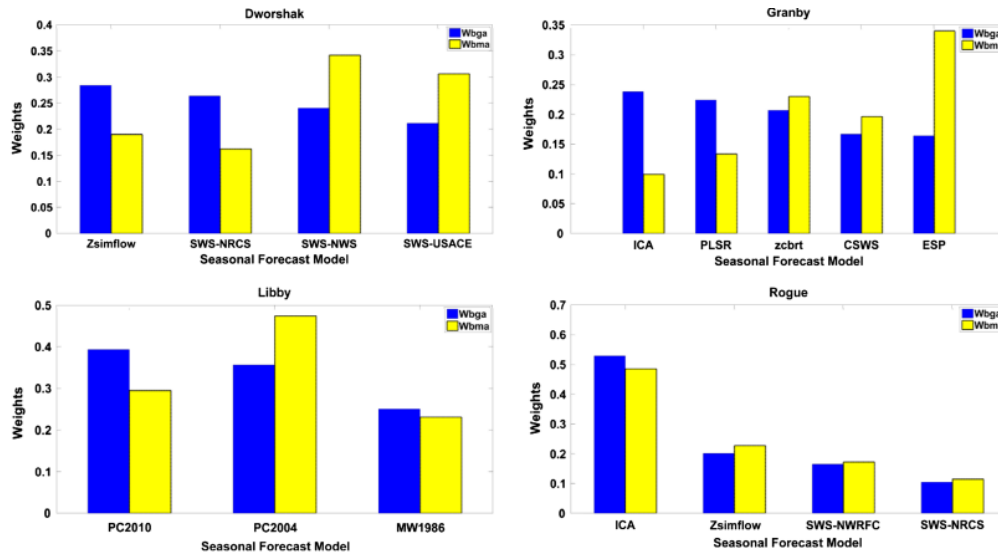 Dworshak
0.4
0.35
0.3
0.25
0.2
0.15
0.1
0.05
0
Weights
Wbga
Wbma
Zsimflow SWS-NRCS SWS-NWS SWS-USACE
Seasonal Forecast Model
Granby
0.35
0.3
0.25
0.2
0.15
0.1
0.05
0
Weights
Wbga
Wbma
ICA PLSR zcbrt CSWS ESP
Seasonal Forecast Model
Libby
0.5
0.4
0.3
0.2
0.1
0
Weights
Wbga
Wbma
PC2010 PC2004 MW1986
Seasonal Forecast Model
Rogue
0.7
0.6
0.5
0.4
0.3
0.2
0.1
0
Weights
Wbga
Wbma
ICA Zsimflow SWS-NWRFC SWS-NRCS
Seasonal Forecast Model